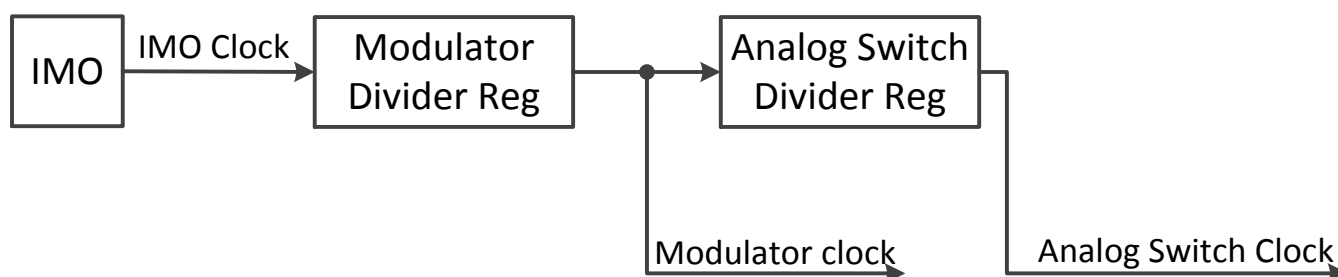 IMO
IMO Clock
Modulator
Divider Reg
Analog Switch
Divider Reg
Modulator clock
Analog Switch Clock